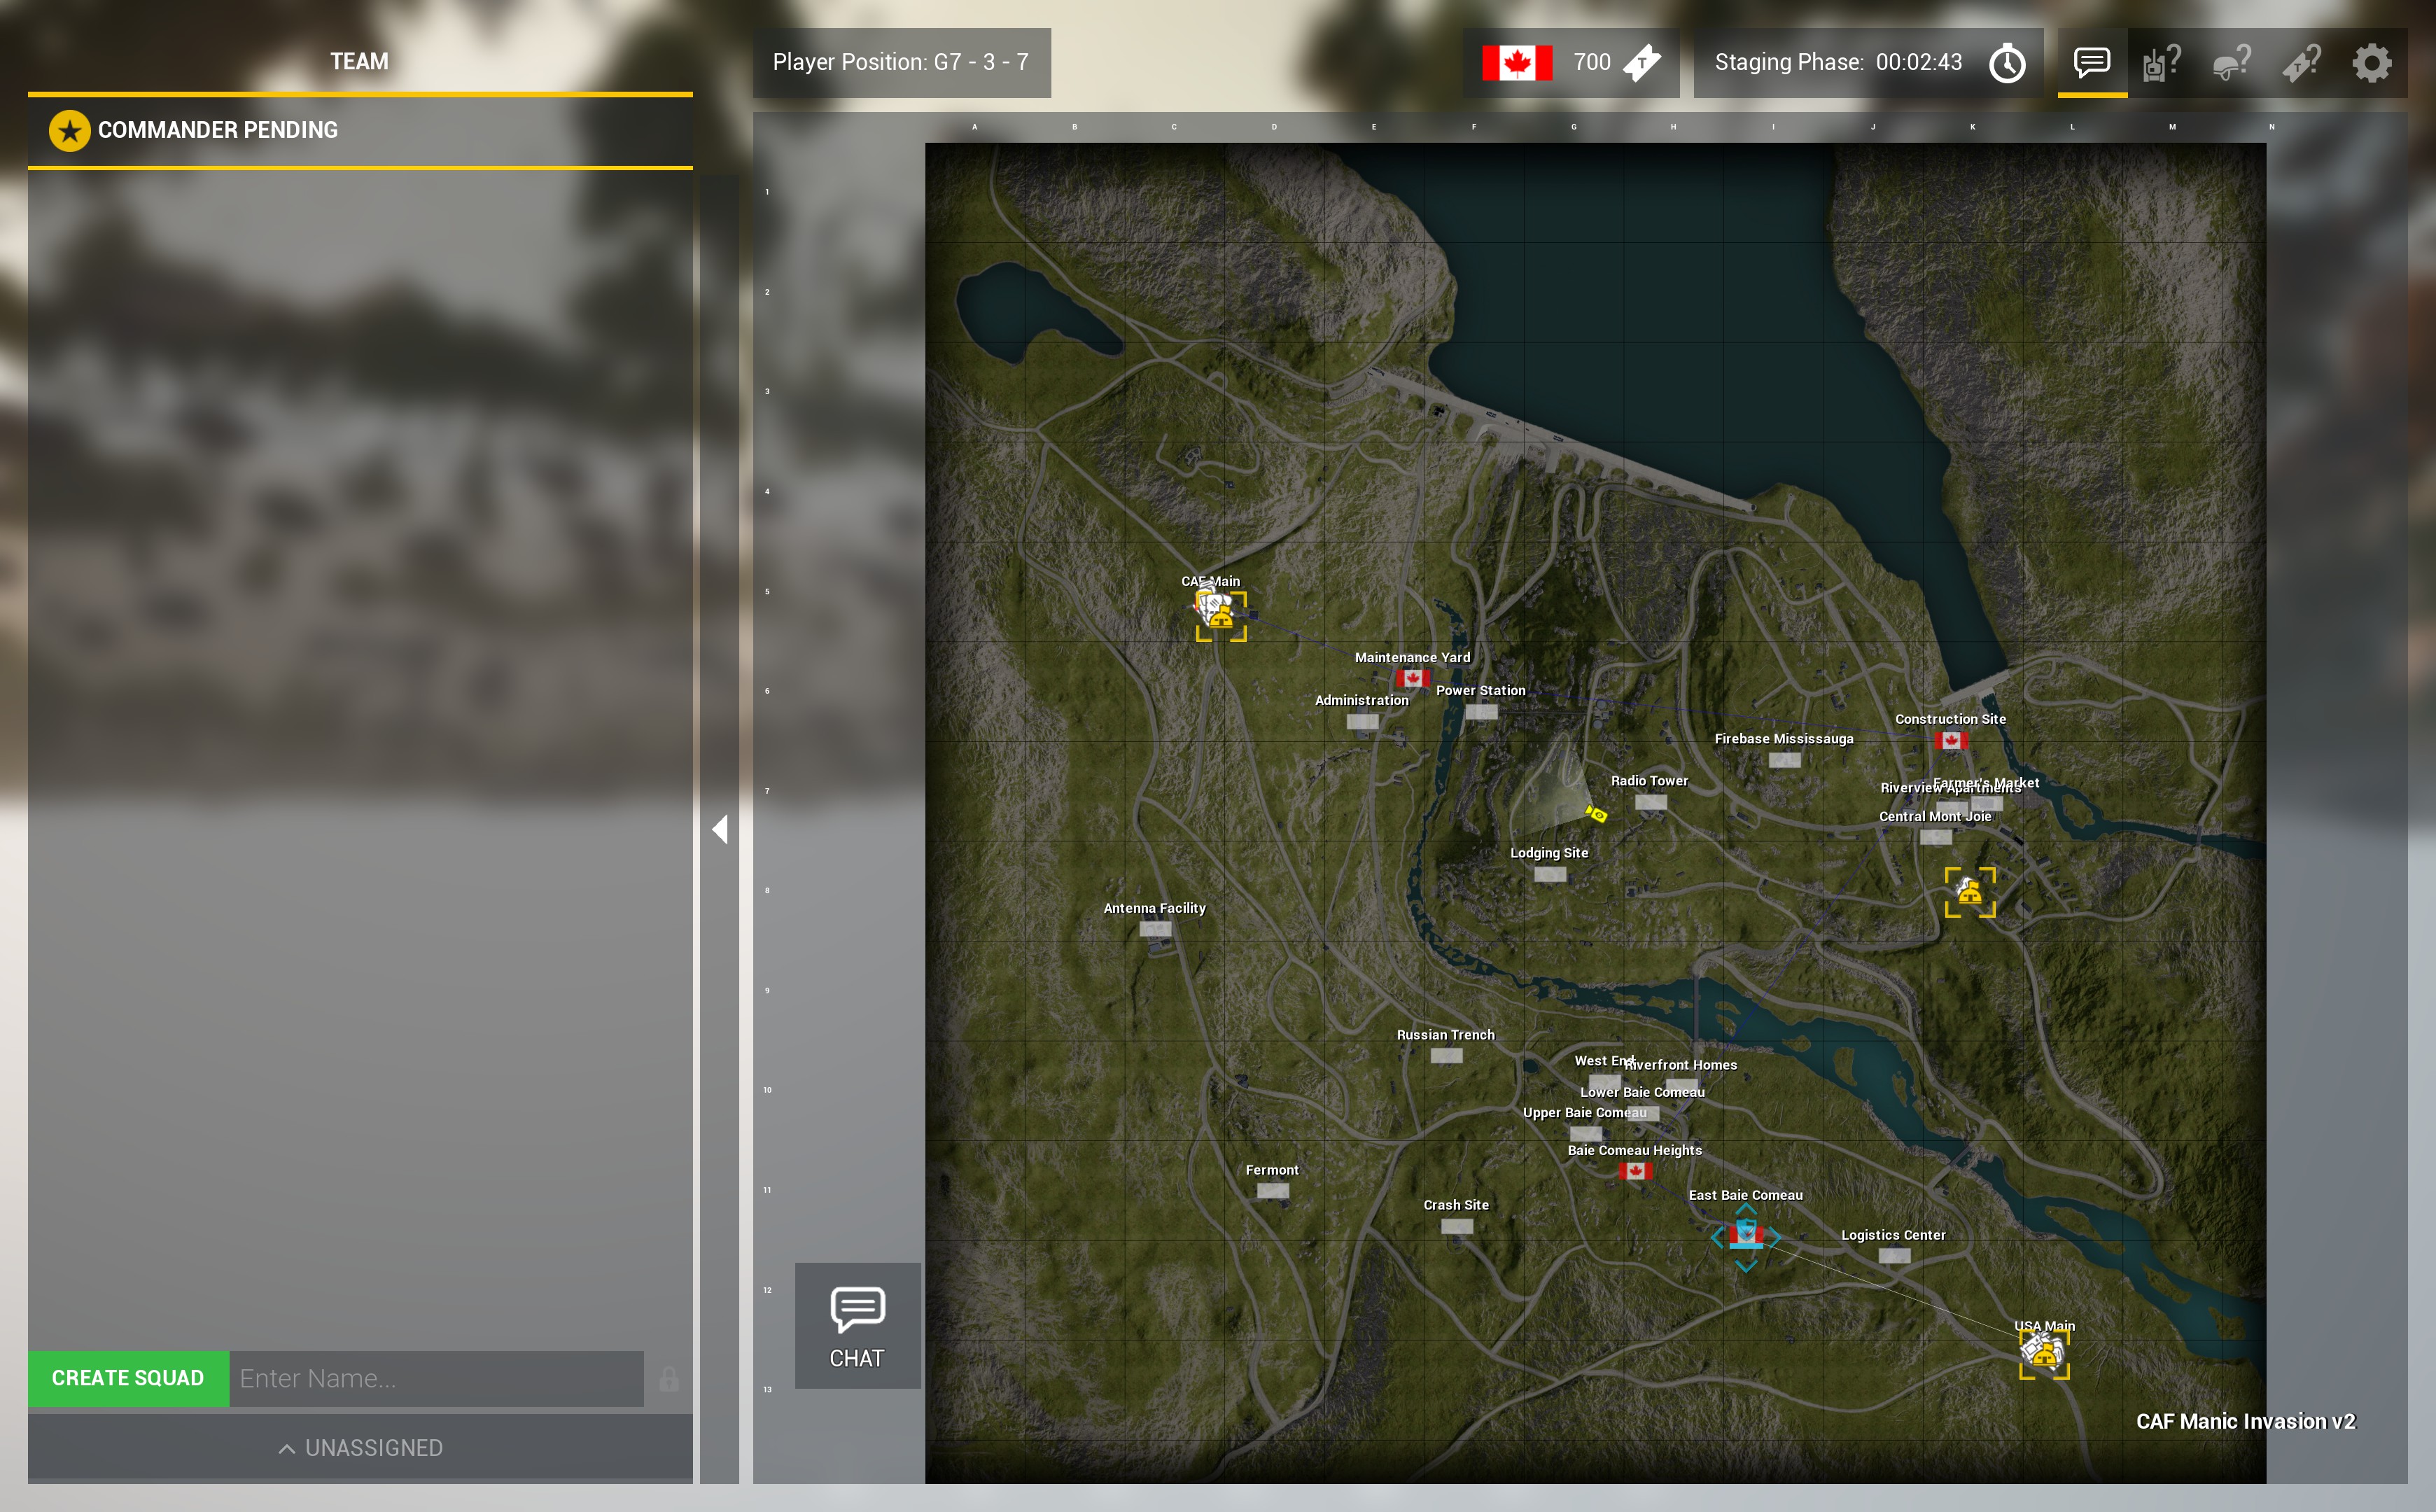 TEAM
COMMANDER PENDING
Player Position: G7 - 3 - 7
700
T
Staging Phase: 00:02:43
? ? ?
A B C D E F G H I J K L M N
1
2
3
4
5
6
7
8
9
10
11
12
13
CAF Main
Maintenance Yard
Power Station
Administration
Construction Site
Firebase Mississauga
Radio Tower
Farmer's Market
Riverview Apartments
Central Mont Joie
Lodging Site
Antenna Facility
Russian Trench
West End
Riverfront Homes
Lower Baie Comeau
Upper Baie Comeau
Baie Comeau Heights
Fermont
East Baie Comeau
Crash Site
Logistics Center
USA Main
CHAT
CREATE SQUAD
Enter Name...
UNASSIGNED
CAF Manic Invasion v2